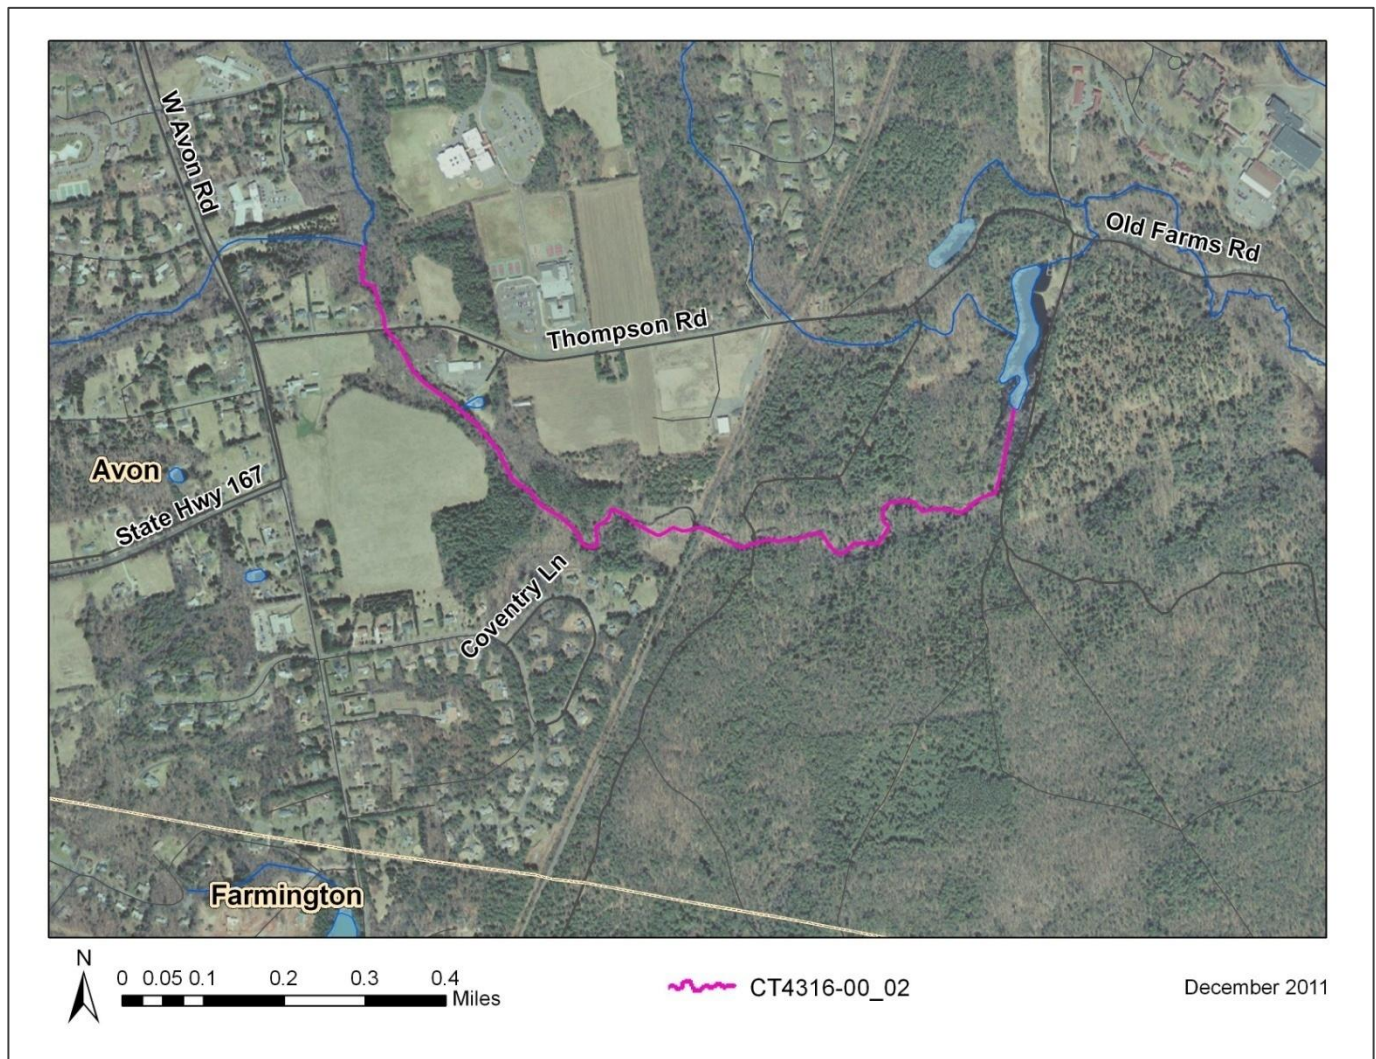 W Avon Rd
Old Farms Rd
Thompson Rd
Avon
State Hwy 167
Coventry Ln
Farmington
N
0 0.05 0.1 0.2 0.3 0.4
Miles
CT4316-00_02
December 2011